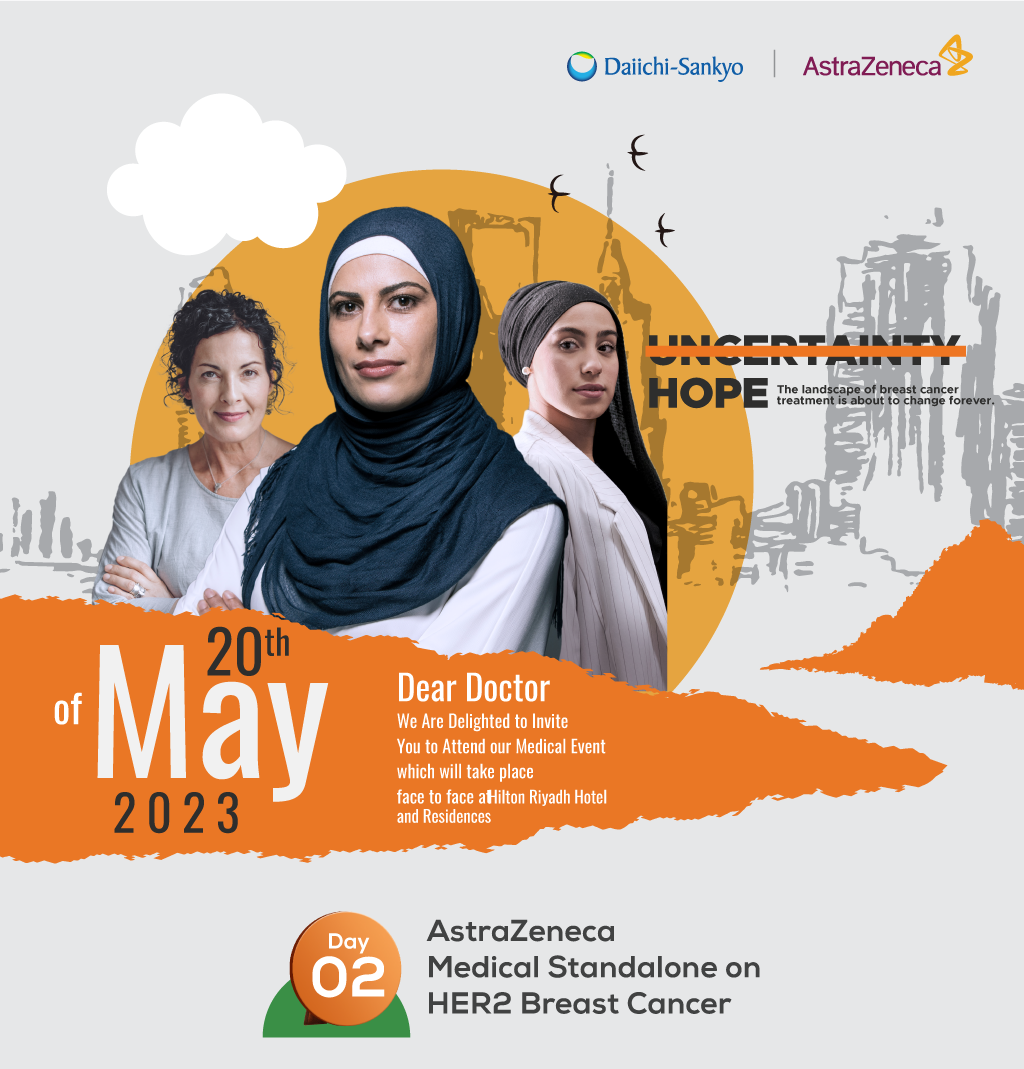 Daiichi-Sankyo
AstraZeneca
UNCERTAINTY
HOPE
The landscape of breast cancer
treatment is about to change forever.
20th
of May
2023
Dear Doctor
We Are Delighted to Invite
You to Attend our Medical Event
which will take place
face to face at Hilton Riyadh Hotel
and Residences
Day
02
AstraZeneca
Medical Standalone on
HER2 Breast Cancer